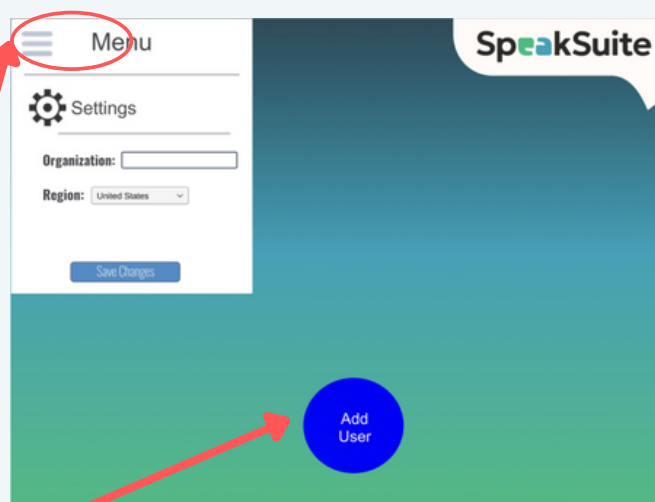 Menu
SpeakSuite
Settings
Organization:
Region: United States
Save Changes
Add
User